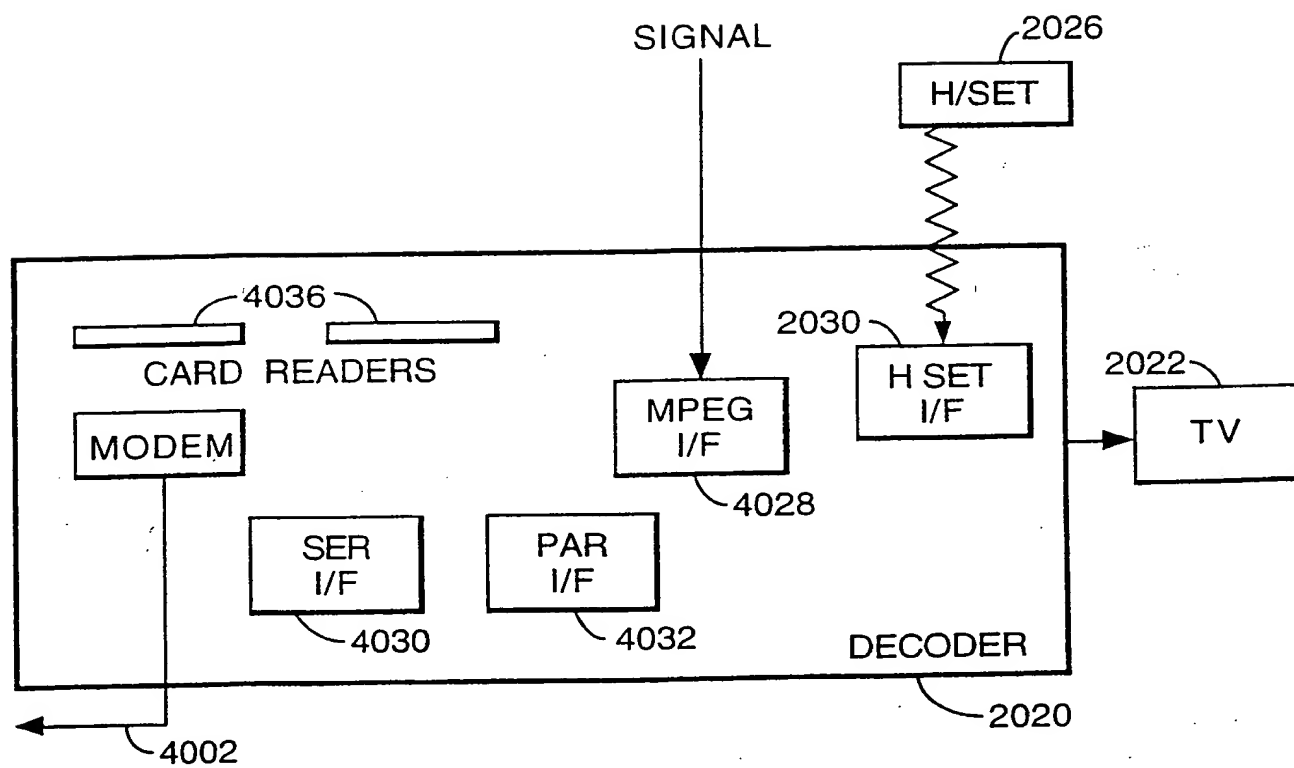 SIGNAL
2026
H/SET
4036
CARD READERS
2030
H SET
I/F
2022
TV
MPEG
I/F
4028
MODEM
SER
I/F
4030
PAR
I/F
4032
DECODER
2020
4002